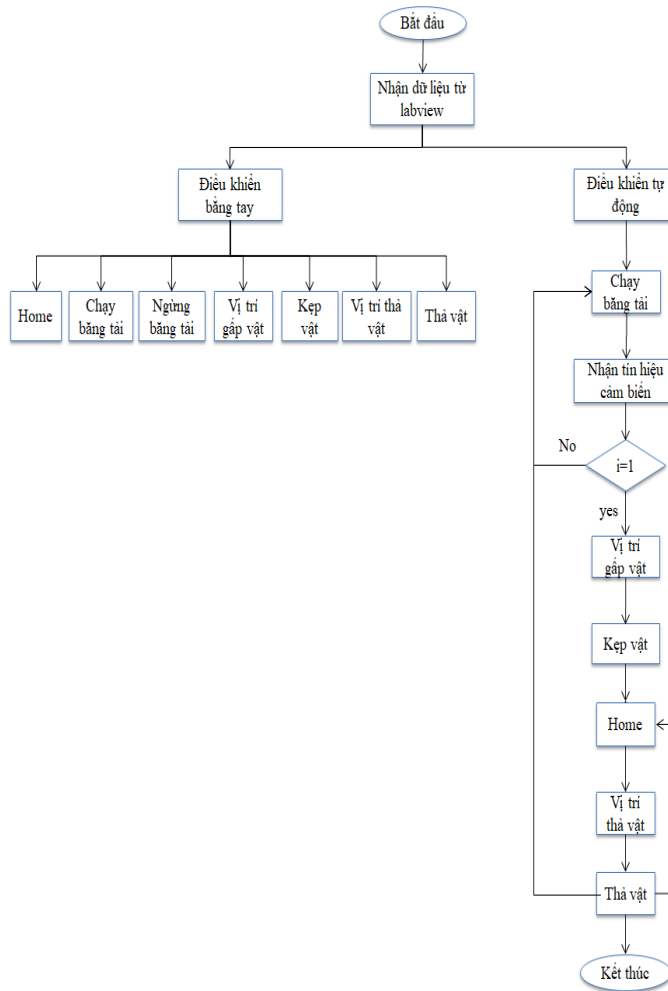 Bắt đầu
Nhận dữ liệu từ
labview
Điều khiển
bằng tay
Điều khiển tự
động
Home
Chạy
băng tải
Ngừng
băng tải
Vị trí
gấp vật
Kẹp
vật
Vị trí thả
vật
Thả vật
Chạy
băng tải
Nhận tín hiệu
cảm biến
No
i=1
yes
Vị trí
gấp vật
Kẹp vật
Home
Vị trí
thả vật
Thả vật
Kết thúc